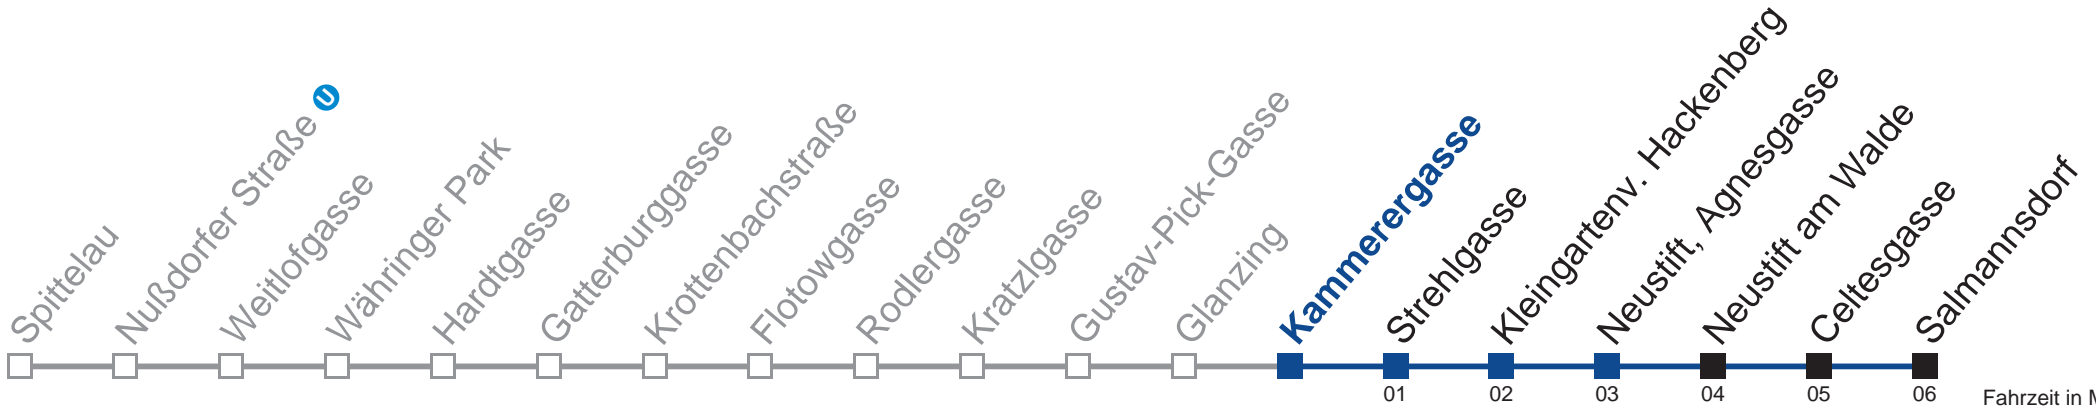 Spittelau
Nußdorfer Straße U
Weitlofgasse
Währinger Park
Hardtgasse
Gatterburggasse
Krottenbachstraße
Flotowgasse
Rodlergasse
Kratzlgasse
Gustav-Pick-Gasse
Glanzing
Kammerergasse
Strehlgasse
Kleingartenv. Hackenberg
Neustift, Agnesgasse
Neustift am Walde
Celtesgasse
Salmannsdorf
01 02 03 04 05 06
Fahrzeit in M